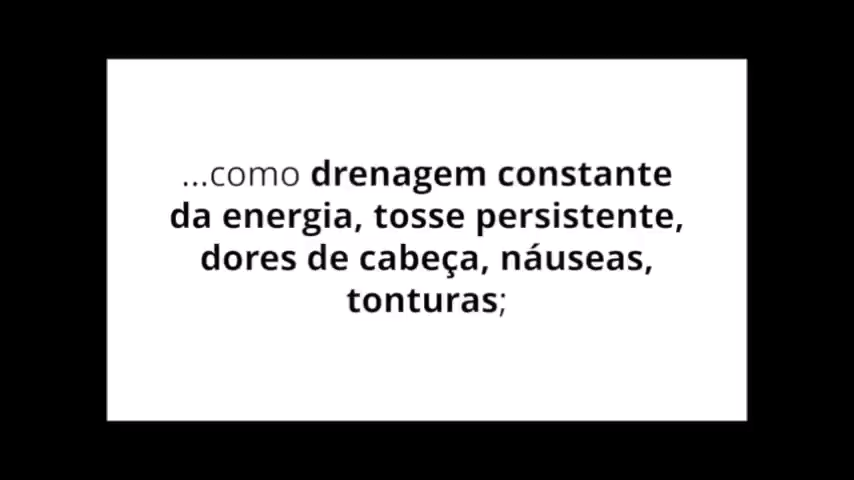 ...como drenagem constante
da energia, tosse persistente,
dores de cabeça, náuseas,
tonturas;